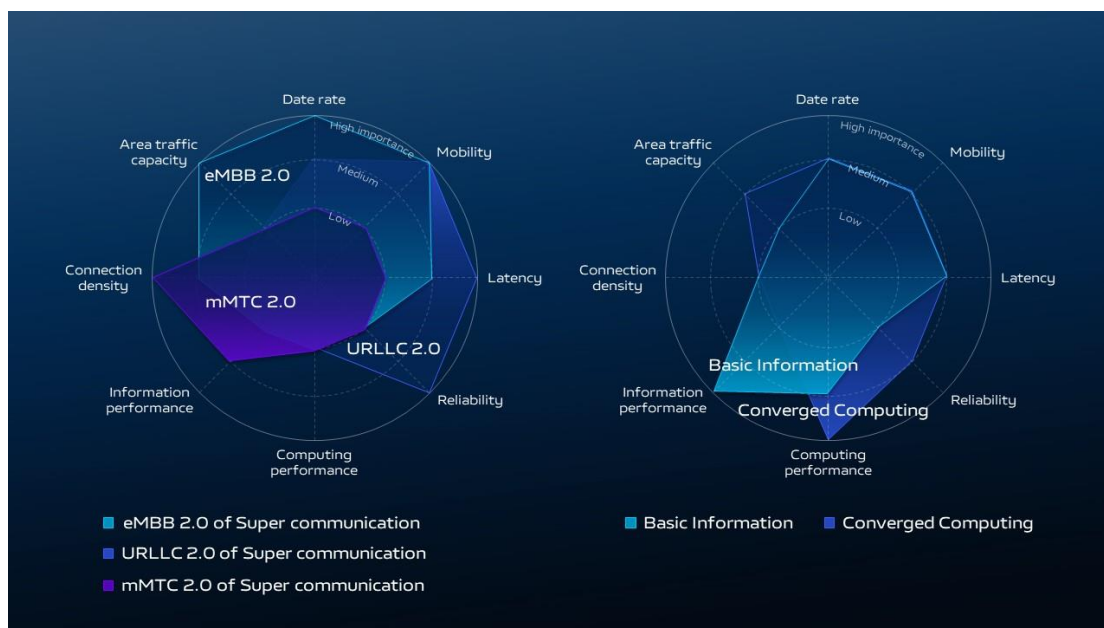 Date rate
High importance
Area traffic
capacity
Mobility
eMBB 2.0
Medium
Low
Connection
density
Latency
mMTC 2.0
URLLC 2.0
Information
performance
Reliability
Computing
performance
eMBB 2.0 of Super communication
URLLC 2.0 of Super communication
mMTC 2.0 of Super communication
Date rate
High importance
Area traffic
capacity
Mobility
Medium
Low
Connection
density
Latency
Basic Information
Information
performance
Converged Computing
Reliability
Computing
performance
Basic Information
Converged Computing